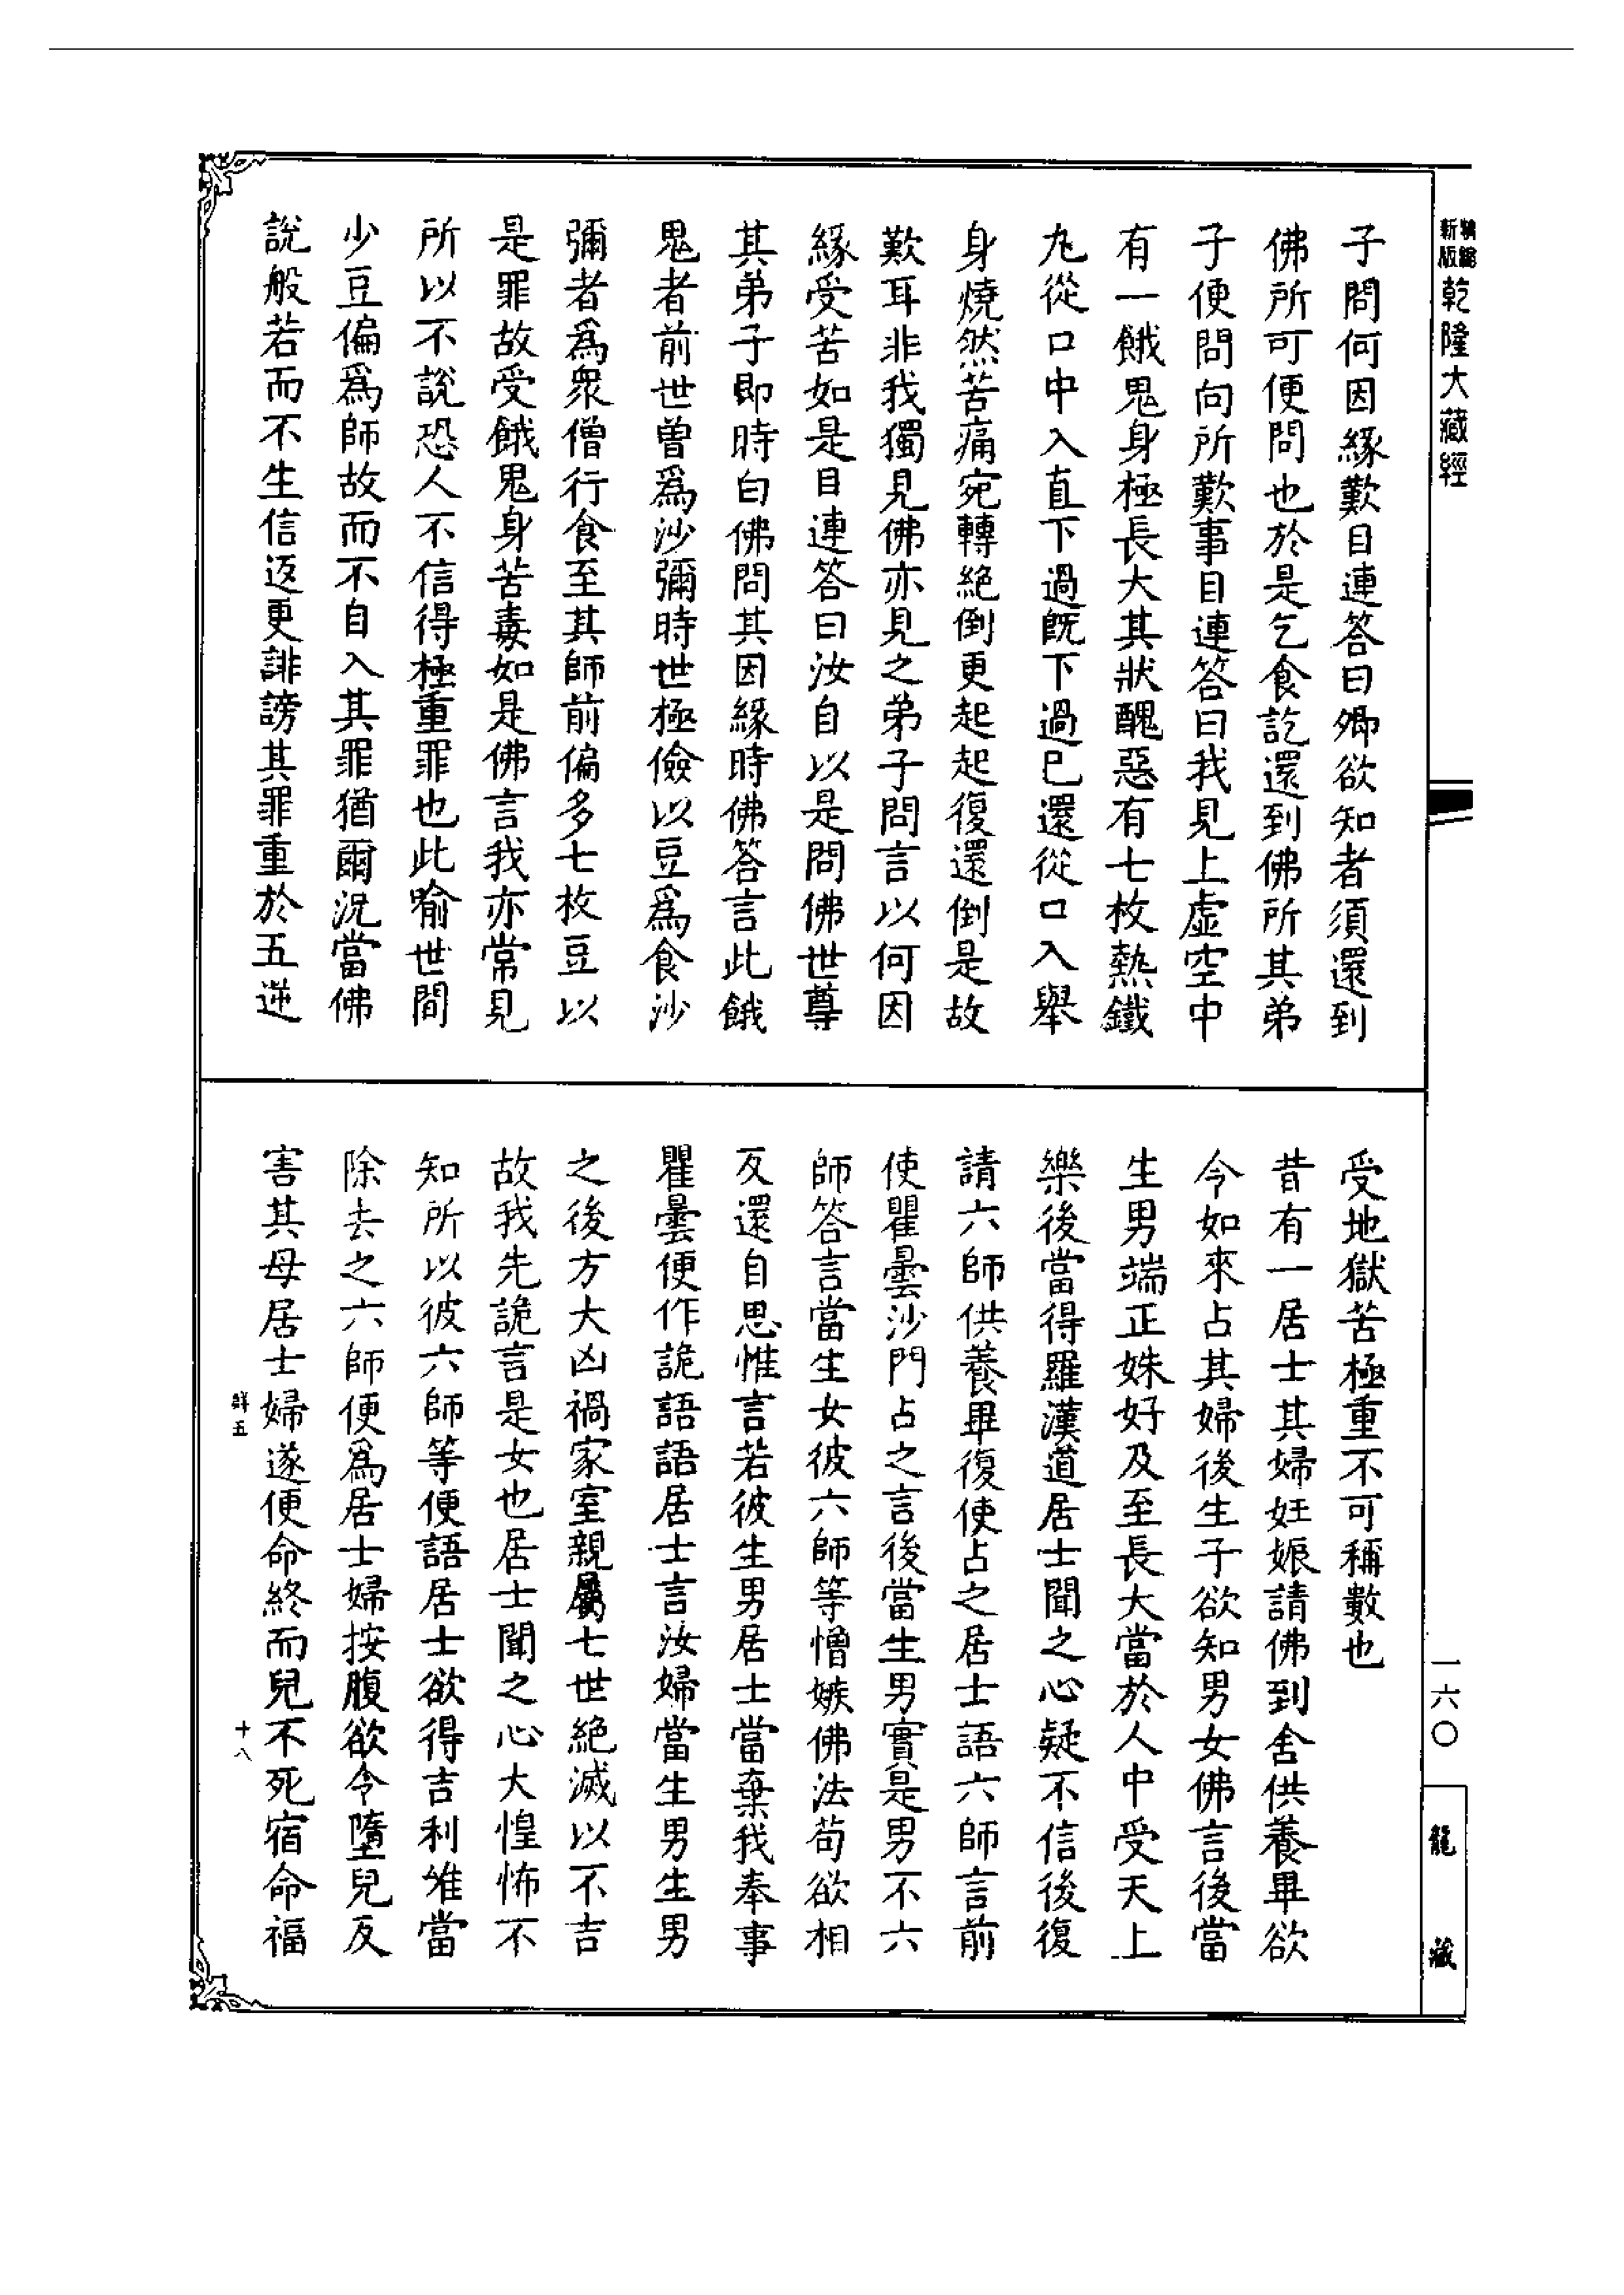 精縮新版
乾隆大藏經
子問何因緣歎目連答曰卿欲知者須還到
佛所可便問也於是乞食訖還到佛所其弟
子便問向所歎事目連答曰我見上虛空中
有一餓鬼身極長大其狀醜惡有七枚熱鐵
丸從口中入直下過既下過已還從口入舉
身燒然苦痛宛轉絕倒更起起復還倒是故
歎耳非我獨見佛亦見之弟子問言以何因
緣受苦如是目連答曰汝自以是問佛世尊
其弟子即時白佛問其因緣時佛答言此餓
鬼者前世曾爲沙彌時世極儉以豆爲食沙
彌者爲眾僧行食至其師前偏多七枚豆以
是罪故受餓鬼身苦毒如是佛言我亦常見
所以不說恐人不信得極重罪也此喻世間
少豆偏爲師故而不自入其罪猶爾況當佛
說般若而不生信返更誹謗其罪重於五逆
受地獄苦極重不可稱數也
昔有一居士其婦妊娠請佛到舍供養畢欲
令如來占其婦後生子欲知男女佛言後當
生男端正姝好及至長大當於人中受天上
樂後當得羅漢道居士聞之心疑不信後復
請六師供養畢復使占之居士語六師言前
使瞿曇沙門占之言後當生男實是男不六
師答言當生女彼六師等憎嫉佛法苟欲相
反還自思惟言若彼生男居士當棄我奉事
瞿曇便作詭語語居士言汝婦當生男生男
之後方大凶禍家室親屬七世絕滅以不吉
故我先詭言是女也居士聞之心大惶怖不
知所以彼六師等便語居士欲得吉利唯當
除去之六師便爲居士婦按腹欲令墮兒反
害其母居士婦遂便命終而兒不死宿命福
一六〇
龍藏
十八